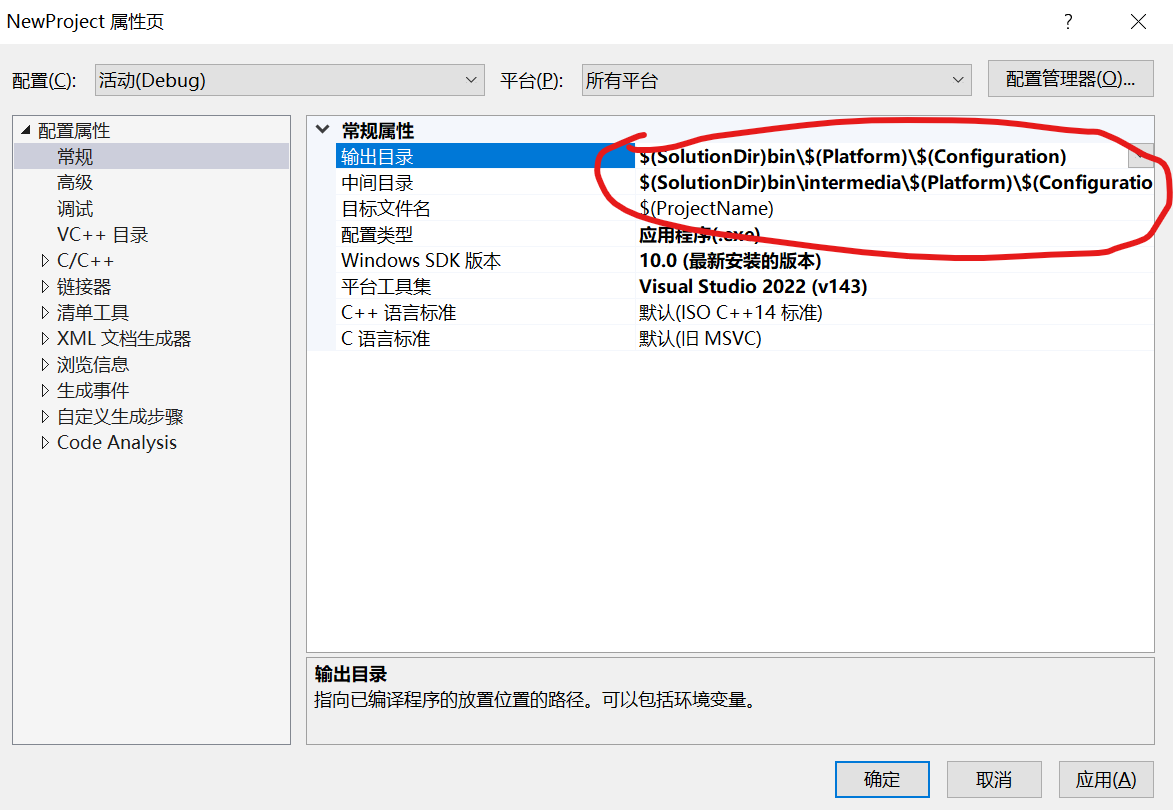 NewProject 属性页
配置(C): 活动(Debug) 平台(P): 所有平台 配置管理器(O)...
配置属性
常规
高级
调试
VC++ 目录
C/C++
链接器
清单工具
XML 文档生成器
浏览信息
生成事件
自定义生成步骤
Code Analysis
常规属性
输出目录 $(SolutionDir)bin\$(Platform)\$(Configuration)
中间目录 $(SolutionDir)bin\intermedia\$(Platform)\$(Configuratio
目标文件名 $(ProjectName)
配置类型 应用程序(.exe)
Windows SDK 版本 10.0 (最新安装的版本)
平台工具集 Visual Studio 2022 (v143)
C++ 语言标准 默认(ISO C++14 标准)
C 语言标准 默认(旧 MSVC)
输出目录
指向已编译程序的放置位置的路径。可以包括环境变量。
确定 取消 应用(A)